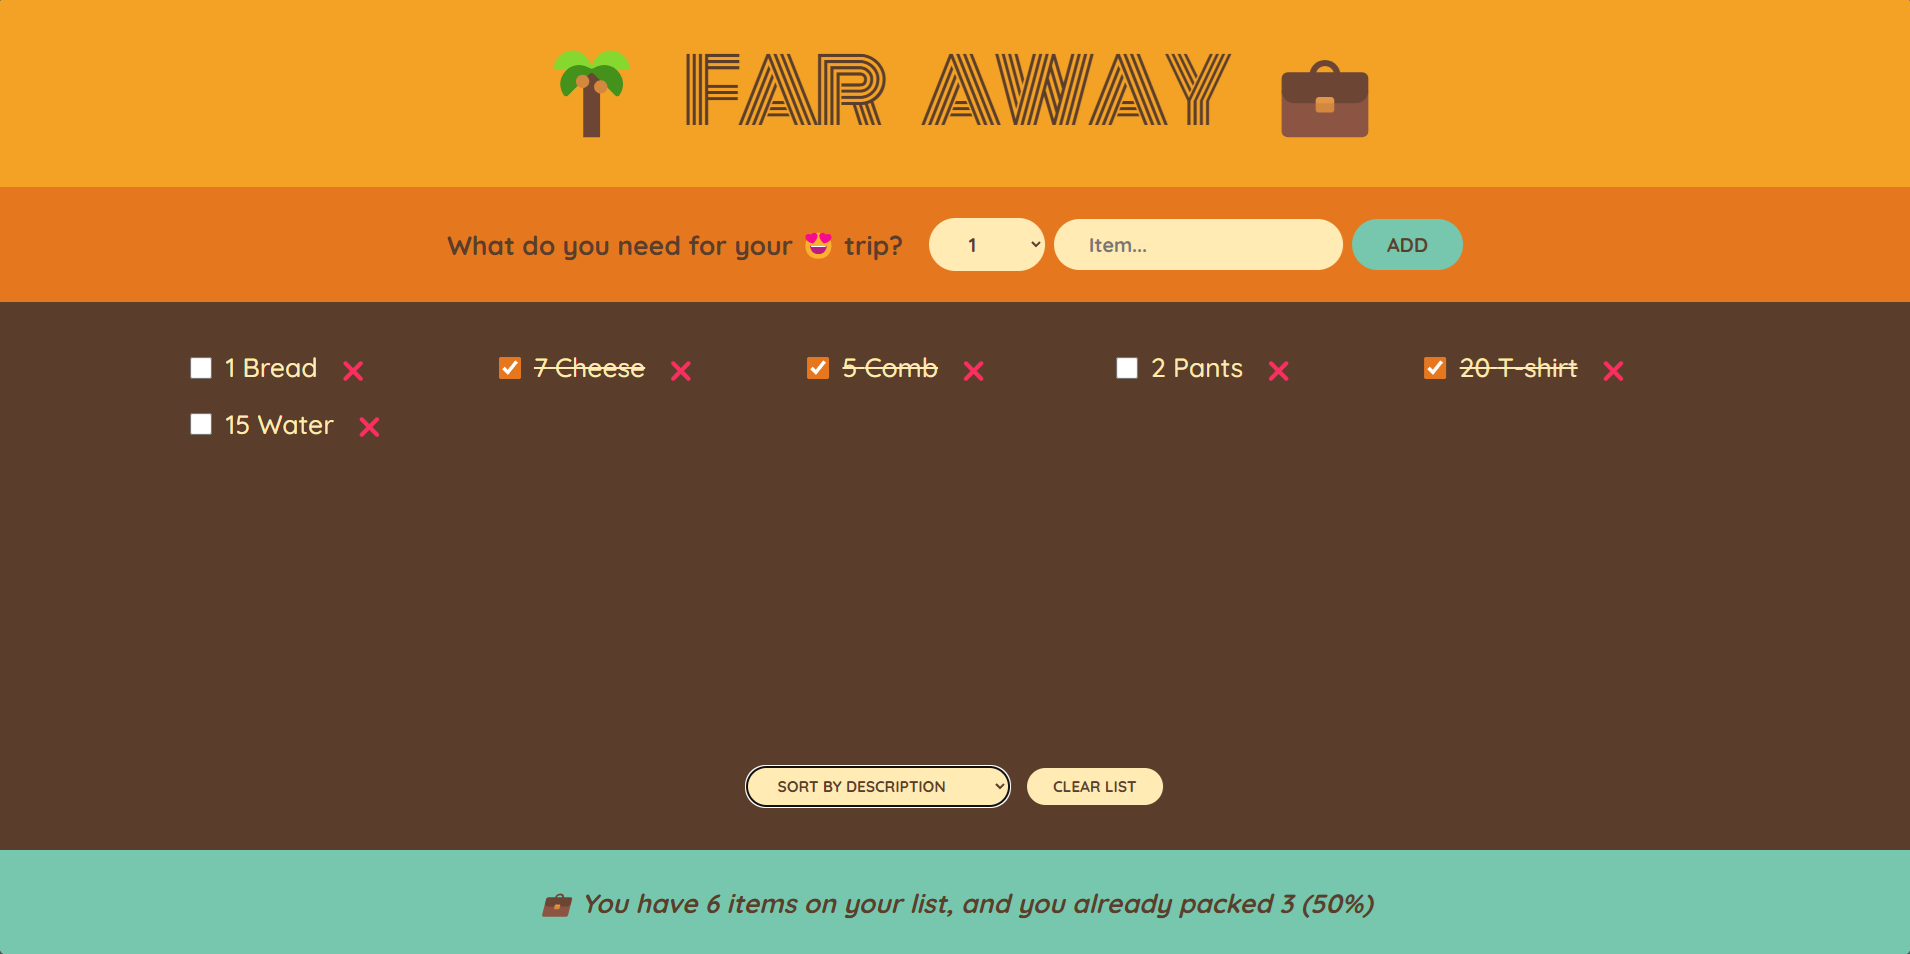 FAR AWAY
What do you need for your 😍 trip? 1 Item... ADD
1 Bread ❌ 7 Cheese ❌ 5 Comb ❌ 2 Pants ❌ 20 T-shirt ❌
15 Water ❌
SORT BY DESCRIPTION CLEAR LIST
You have 6 items on your list, and you already packed 3 (50%)